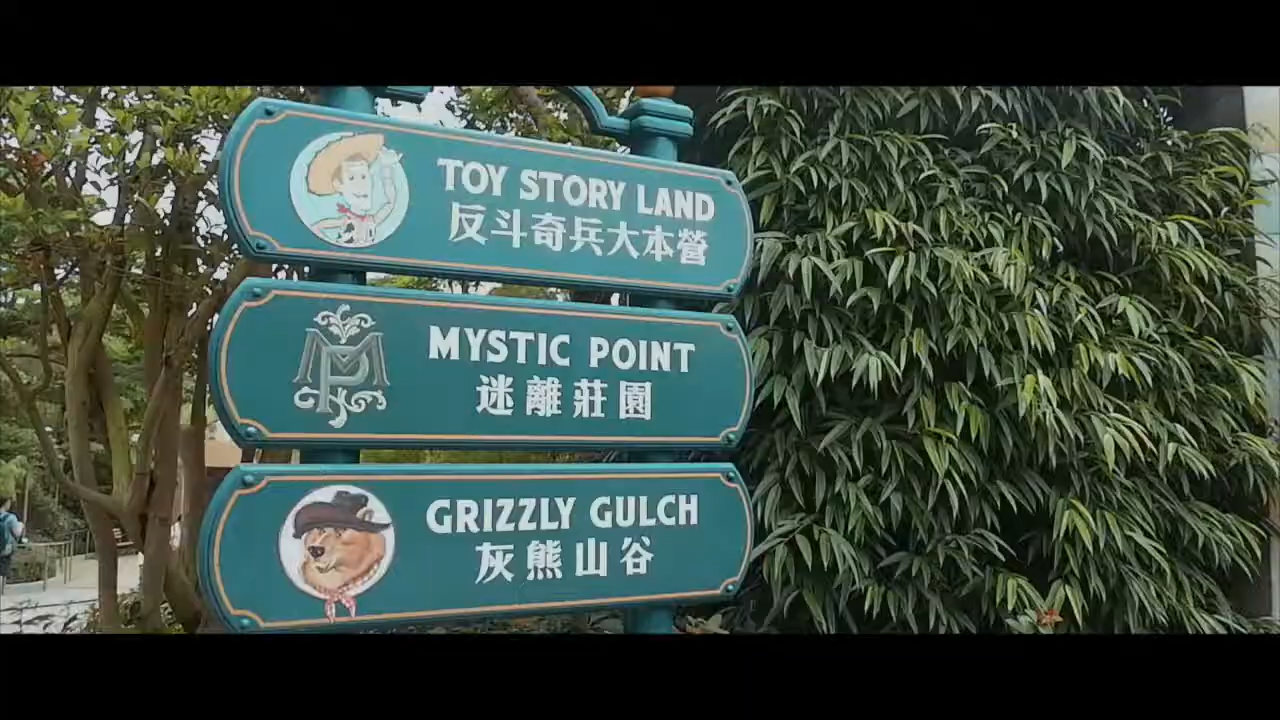 TOY STORY LAND
反斗奇兵大本營
MP
MYSTIC POINT
迷離莊園
GRIZZLY GULCH
灰熊山谷